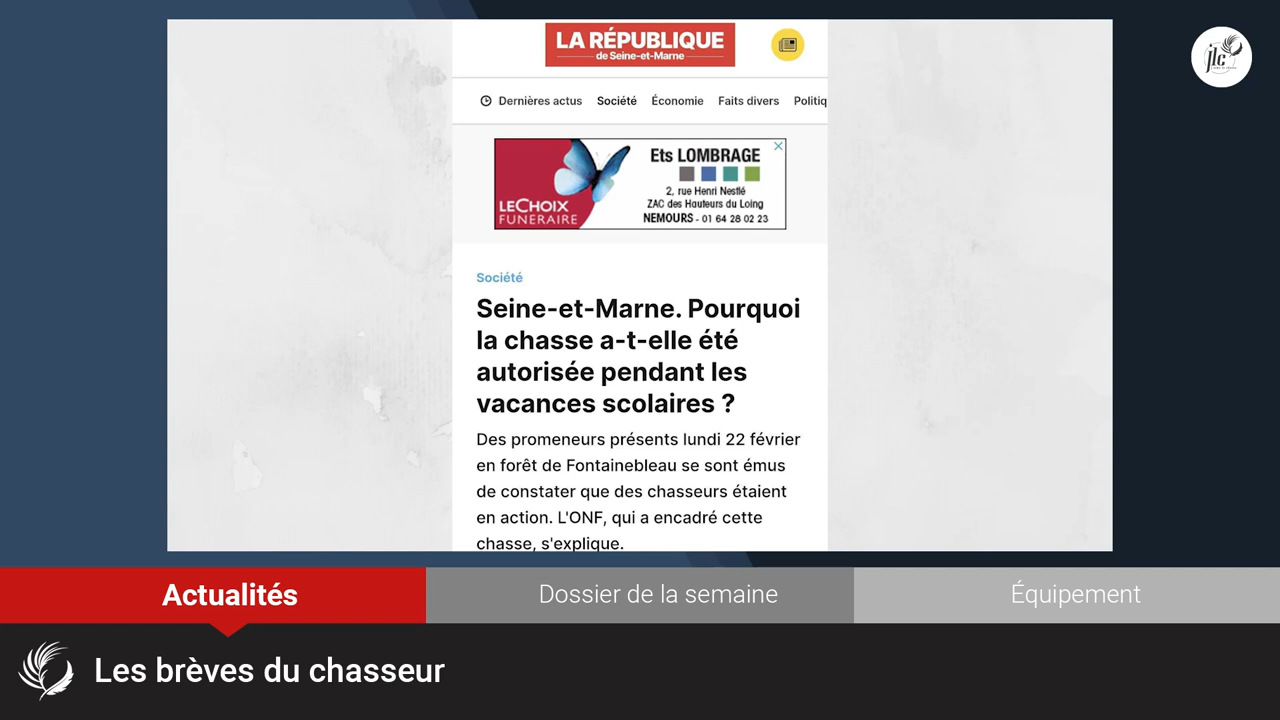 LA RÉPUBLIQUE
de Seine-et-Marne
jlc
Dernières actus Société Économie Faits divers Politiq
Ets LOMBRAGE
2, rue Henri Nestlé
ZAC des Hauteurs du Loing
NEMOURS - 01 64 28 02 23
LECHOIX
FUNERAIRE
Société
Seine-et-Marne. Pourquoi
la chasse a-t-elle été
autorisée pendant les
vacances scolaires ?
Des promeneurs présents lundi 22 février
en forêt de Fontainebleau se sont émus
de constater que des chasseurs étaient
en action. L'ONF, qui a encadré cette
chasse, s'explique.
Actualités
Dossier de la semaine
Équipement
Les brèves du chasseur